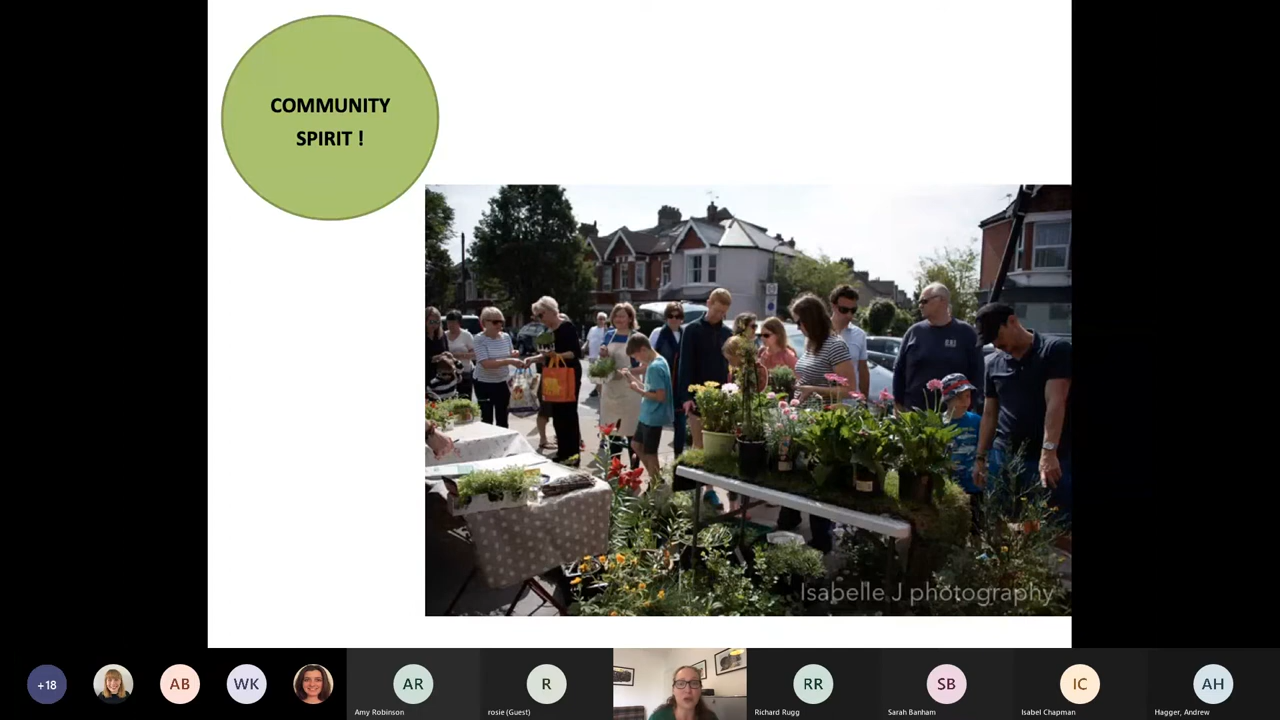 COMMUNITY
SPIRIT !
Isabelle J photography
+18
AB
WK
AR
Amy Robinson
R
rosie (Guest)
RR
Richard Rugg
SB
Sarah Banham
IC
Isabel Chapman
AH
Hagger, Andrew